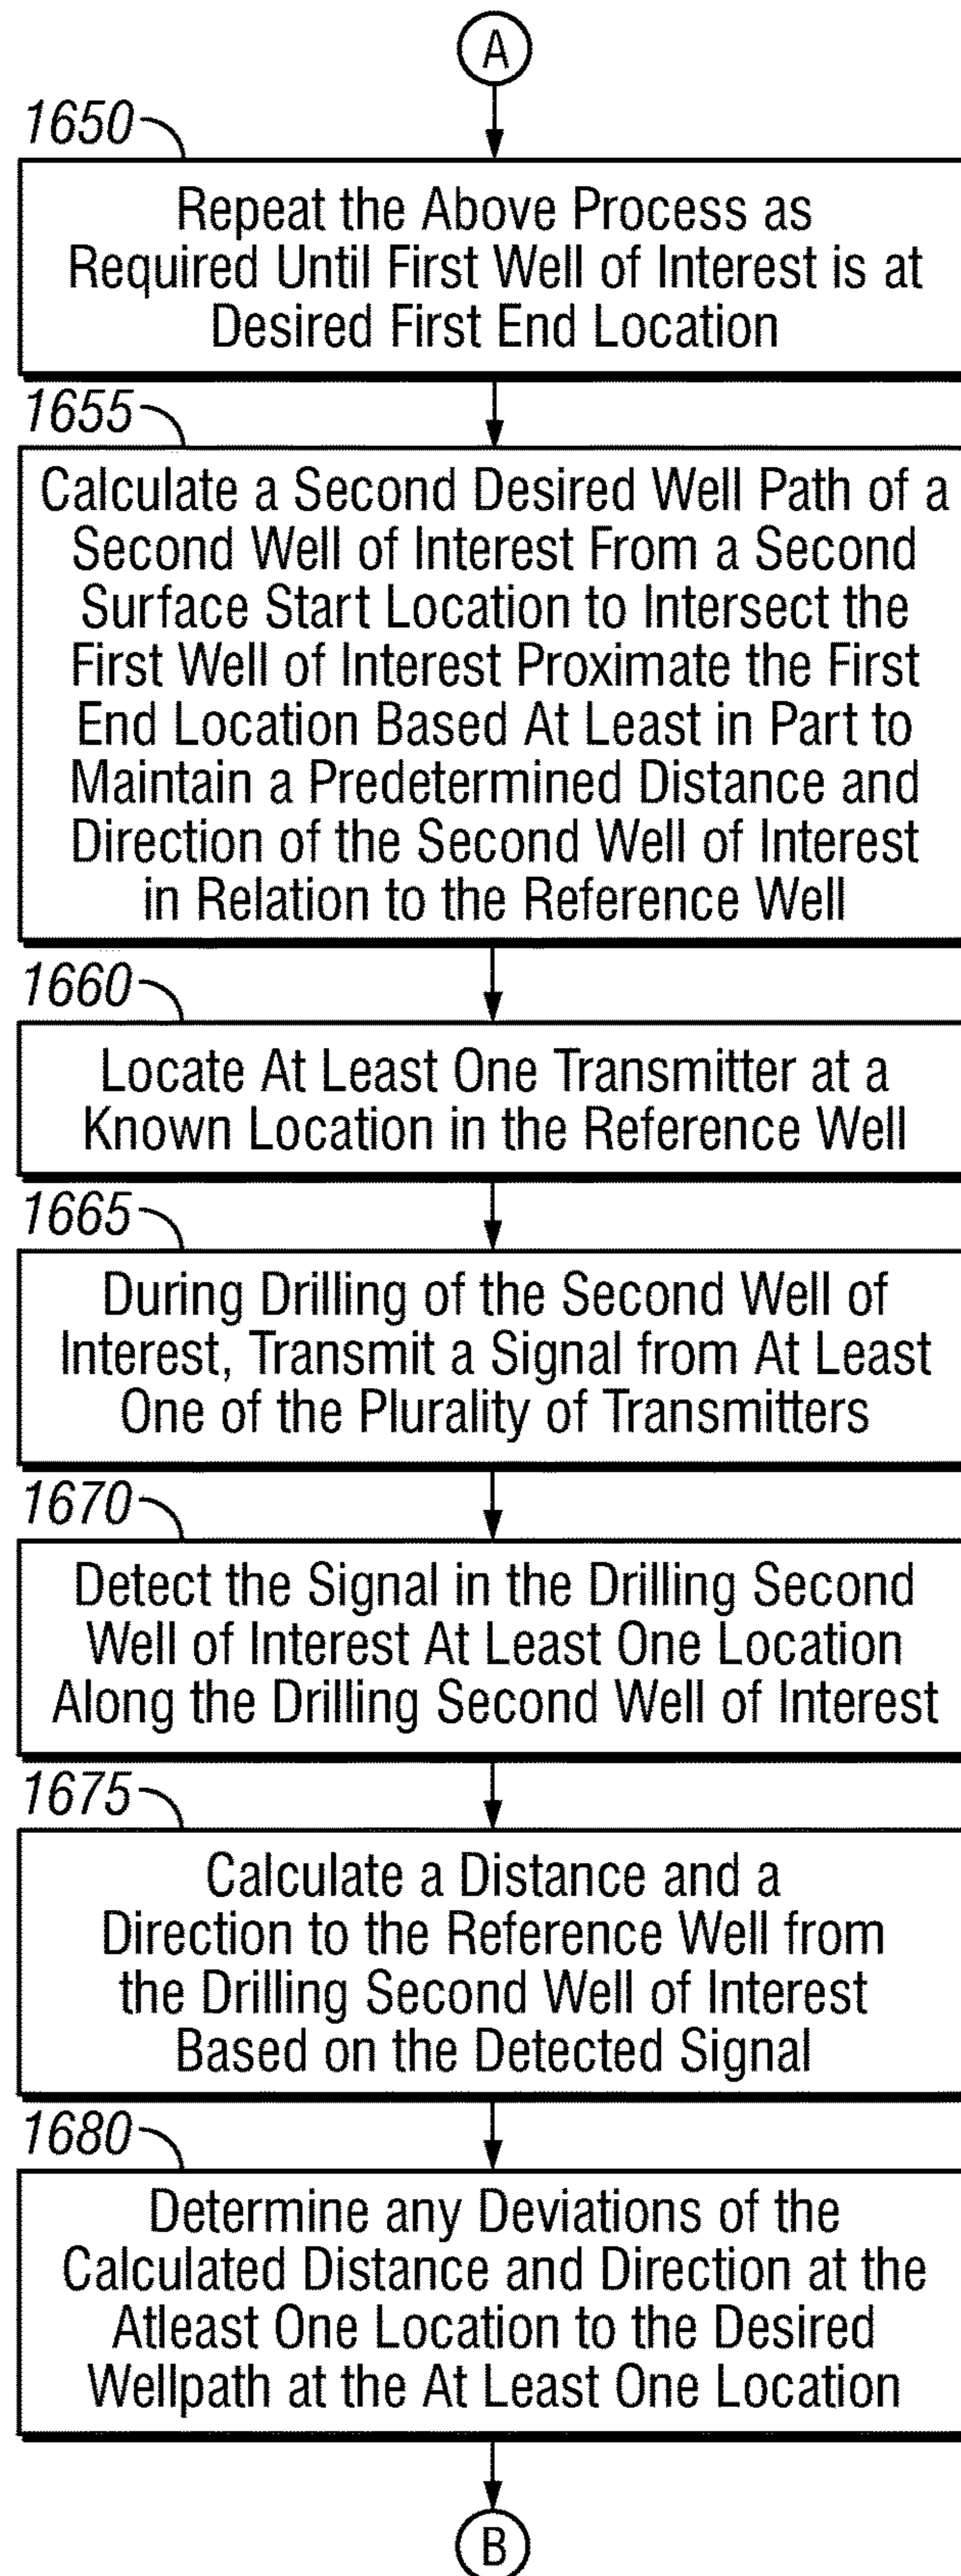 A
1650
Repeat the Above Process as
Required Until First Well of Interest is at
Desired First End Location
1655
Calculate a Second Desired Well Path of a
Second Well of Interest From a Second
Surface Start Location to Intersect the
First Well of Interest Proximate the First
End Location Based At Least in Part to
Maintain a Predetermined Distance and
Direction of the Second Well of Interest
in Relation to the Reference Well
1660
Locate At Least One Transmitter at a
Known Location in the Reference Well
1665
During Drilling of the Second Well of
Interest, Transmit a Signal from At Least
One of the Plurality of Transmitters
1670
Detect the Signal in the Drilling Second
Well of Interest At Least One Location
Along the Drilling Second Well of Interest
1675
Calculate a Distance and a
Direction to the Reference Well from
the Drilling Second Well of Interest
Based on the Detected Signal
1680
Determine any Deviations of the
Calculated Distance and Direction at the
Atleast One Location to the Desired
Wellpath at the At Least One Location
B